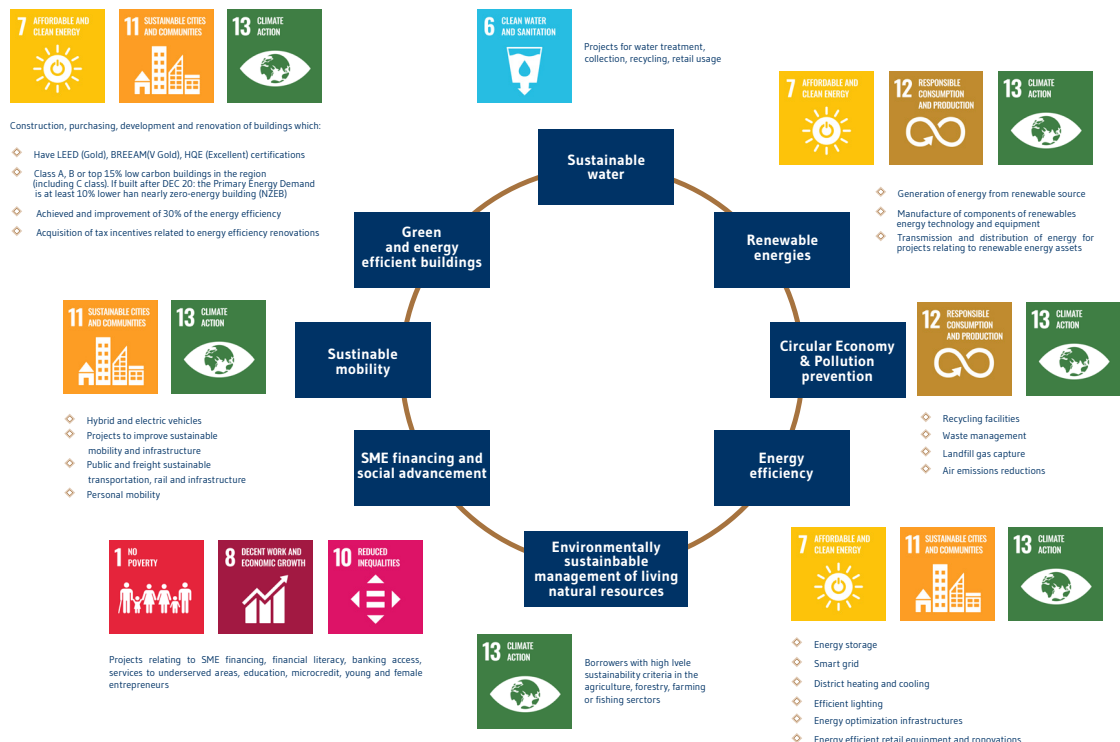 7 AFFORDABLE AND
CLEAN ENERGY
11 SUSTAINABLE CITIES
AND COMMUNITIES
13 CLIMATE
ACTION
Construction, purchasing, development and renovation of buildings which:
Have LEED (Gold), BREEAM(V Gold), HQE (Excellent) certifications
Class A, B or top 15% low carbon buildings in the region
(including C class). If built after DEC 20: the Primary Energy Demand
is at least 10% lower han nearly zero-energy building (NZEB)
Achieved and improvement of 30% of the energy efficiency
Acquisition of tax incentives related to energy efficiency renovations
6 CLEAN WATER
AND SANITATION
Projects for water treatment,
collection, recycling, retail usage
7 AFFORDABLE AND
CLEAN ENERGY
12 RESPONSIBLE
CONSUMPTION
AND PRODUCTION
13 CLIMATE
ACTION
Generation of energy from renewable source
Manufacture of components of renewables
energy technology and equipment
Transmission and distribution of energy for
projects relating to renewable energy assets
Sustainable
water
Green
and energy
efficient buildings
Renewable
energies
Sustinable
mobility
Circular Economy
& Pollution
prevention
SME financing and
social advancement
Energy
efficiency
Environmentally
sustainbable
management of living
natural resources
11 SUSTAINABLE CITIES
AND COMMUNITIES
13 CLIMATE
ACTION
Hybrid and electric vehicles
Projects to improve sustainable
mobility and infrastructure
Public and freight sustainable
transportation, rail and infrastructure
Personal mobility
12 RESPONSIBLE
CONSUMPTION
AND PRODUCTION
13 CLIMATE
ACTION
Recycling facilities
Waste management
Landfill gas capture
Air emissions reductions
1 NO
POVERTY
8 DECENT WORK AND
ECONOMIC GROWTH
10 REDUCED
INEQUALITIES
Projects relating to SME financing, financial literacy, banking access,
services to underserved areas, education, microcredit, young and female
entrepreneurs
13 CLIMATE
ACTION
Borrowers with high lvele
sustainability criteria in the
agriculture, forestry, farming
or fishing serctors
7 AFFORDABLE AND
CLEAN ENERGY
11 SUSTAINABLE CITIES
AND COMMUNITIES
13 CLIMATE
ACTION
Energy storage
Smart grid
District heating and cooling
Efficient lighting
Energy optimization infrastructures
Energy efficient retail equipment and